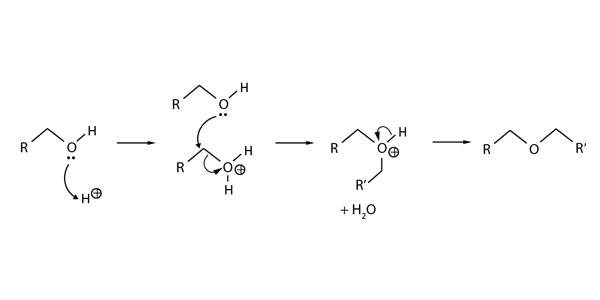 R O H
H ⊕
R O H
R O H ⊕
H
R O H ⊕
R'
+ H₂O
R O R'